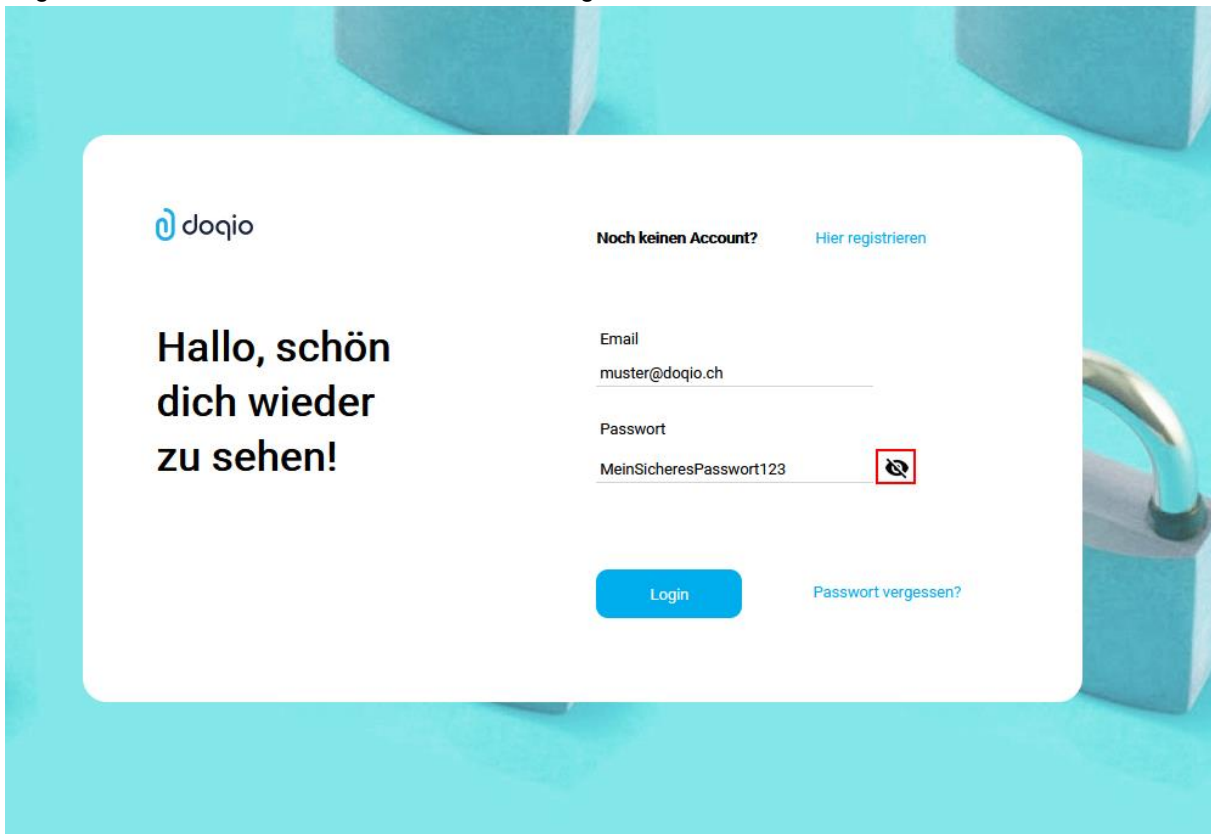 doqio
Noch keinen Account? Hier registrieren
Hallo, schön
dich wieder
zu sehen!
Email
muster@doqio.ch
Passwort
MeinSicheresPasswort123
Login
Passwort vergessen?